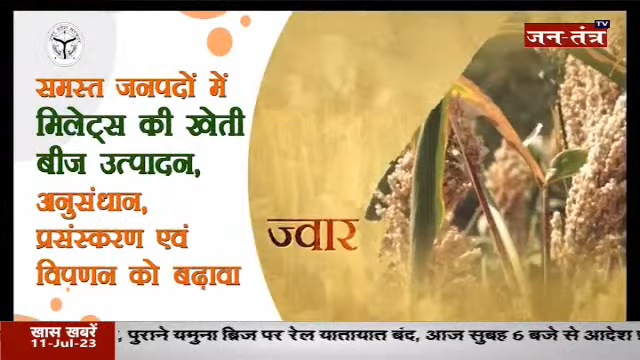 TV
जन-तंत्र
समस्त जनपदों में
मिलेट्स की खेती
बीज उत्पादन,
अनुसंधान,
प्रसंस्करण एवं
विपणन को बढ़ावा
ज्वार
खास खबरें
11-Jul-23
, पुराने यमुना ब्रिज पर रेल यातायात बंद, आज सुबह 6 बजे से आदेश